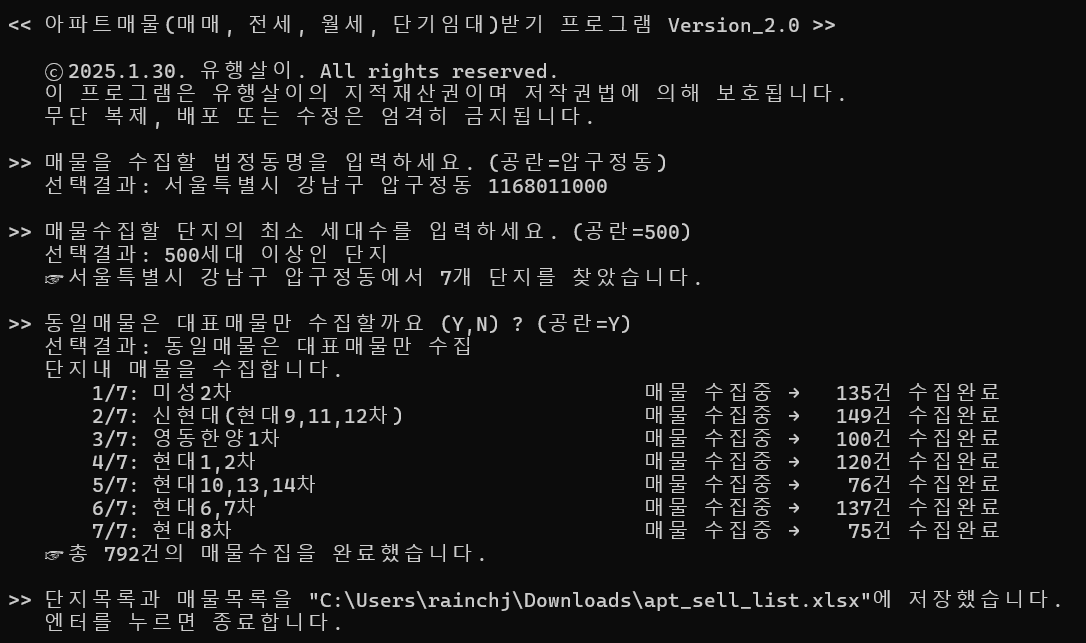 << 아파트매물(매매, 전세, 월세, 단기임대)받기 프로그램 Version_2.0 >>
ⓒ2025.1.30. 유행살이. All rights reserved.
이 프로그램은 유행살이의 지적재산권이며 저작권법에 의해 보호됩니다.
무단 복제, 배포 또는 수정은 엄격히 금지됩니다.
>> 매물을 수집할 법정동명을 입력하세요. (공란=압구정동)
선택결과: 서울특별시 강남구 압구정동 1168011000
>> 매물수집할 단지의 최소 세대수를 입력하세요. (공란=500)
선택결과: 500세대 이상인 단지
☞서울특별시 강남구 압구정동에서 7개 단지를 찾았습니다.
>> 동일매물은 대표매물만 수집할까요 (Y,N) ? (공란=Y)
선택결과: 동일매물은 대표매물만 수집
단지내 매물을 수집합니다.
1/7: 미성2차 매물 수집중 → 135건 수집완료
2/7: 신현대(현대9,11,12차) 매물 수집중 → 149건 수집완료
3/7: 영동한양1차 매물 수집중 → 100건 수집완료
4/7: 현대1,2차 매물 수집중 → 120건 수집완료
5/7: 현대10,13,14차 매물 수집중 → 76건 수집완료
6/7: 현대6,7차 매물 수집중 → 137건 수집완료
7/7: 현대8차 매물 수집중 → 75건 수집완료
☞총 792건의 매물수집을 완료했습니다.
>> 단지목록과 매물목록을 "C:\Users\rainchj\Downloads\apt_sell_list.xlsx"에 저장했습니다.
엔터를 누르면 종료합니다.